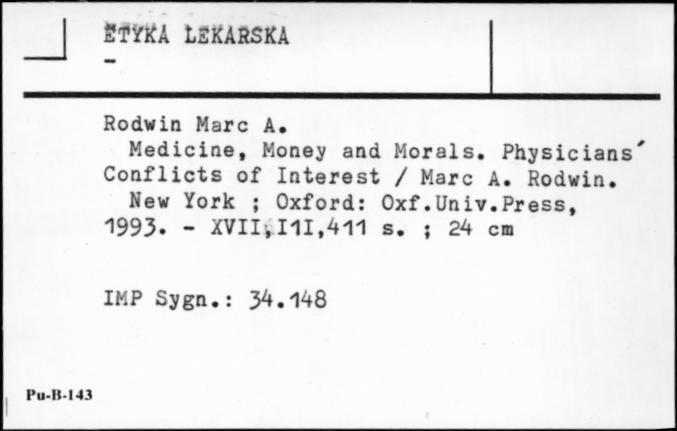 ETYKA LEKARSKA
-
Rodwin Marc A.
Medicine, Money and Morals. Physicians´
Conflicts of Interest / Marc A. Rodwin.
New York ; Oxford: Oxf.Univ.Press,
1993. - XVII,I1I,411 s. ; 24 cm
IMP Sygn.: 34.148
Pu-B-143